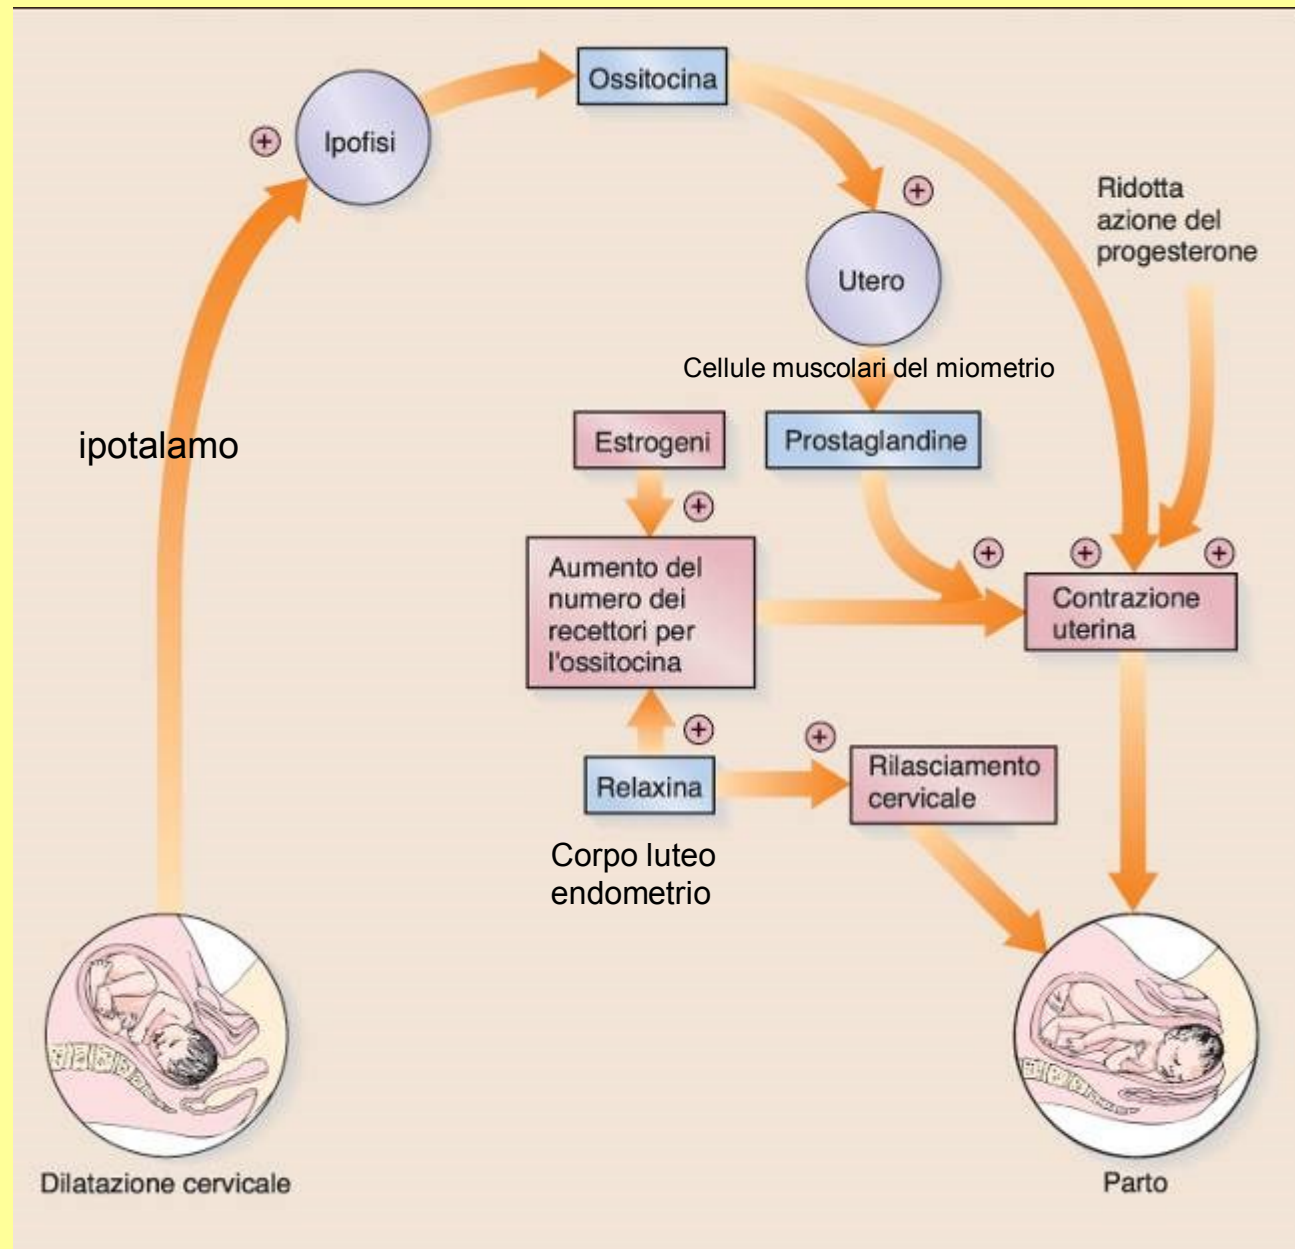 Ossitocina
Ipofisi
Ridotta
azione del
progesterone
Utero
Cellule muscolari del miometrio
ipotalamo
Estrogeni
Prostaglandine
Aumento del
numero dei
recettori per
l'ossitocina
Contrazione
uterina
Relaxina
Rilasciamento
cervicale
Corpo luteo
endometrio
Dilatazione cervicale
Parto